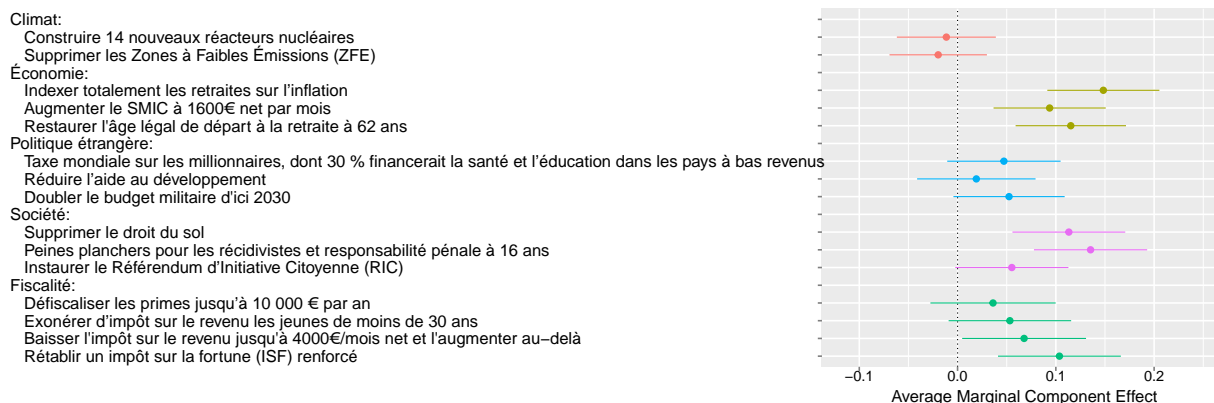 Climat:
Construire 14 nouveaux réacteurs nucléaires
Supprimer les Zones à Faibles Émissions (ZFE)
Économie:
Indexer totalement les retraites sur l’inflation
Augmenter le SMIC à 1600€ net par mois
Restaurer l'âge légal de départ à la retraite à 62 ans
Politique étrangère:
Taxe mondiale sur les millionnaires, dont 30 % financerait la santé et l’éducation dans les pays à bas revenus
Réduire l’aide au développement
Doubler le budget militaire d'ici 2030
Société:
Supprimer le droit du sol
Peines planchers pour les récidivistes et responsabilité pénale à 16 ans
Instaurer le Référendum d’Initiative Citoyenne (RIC)
Fiscalité:
Défiscaliser les primes jusqu’à 10 000 € par an
Exonérer d’impôt sur le revenu les jeunes de moins de 30 ans
Baisser l'impôt sur le revenu jusqu'à 4000€/mois net et l'augmenter au−delà
Rétablir un impôt sur la fortune (ISF) renforcé
−0.1 0.0 0.1 0.2
Average Marginal Component Effect